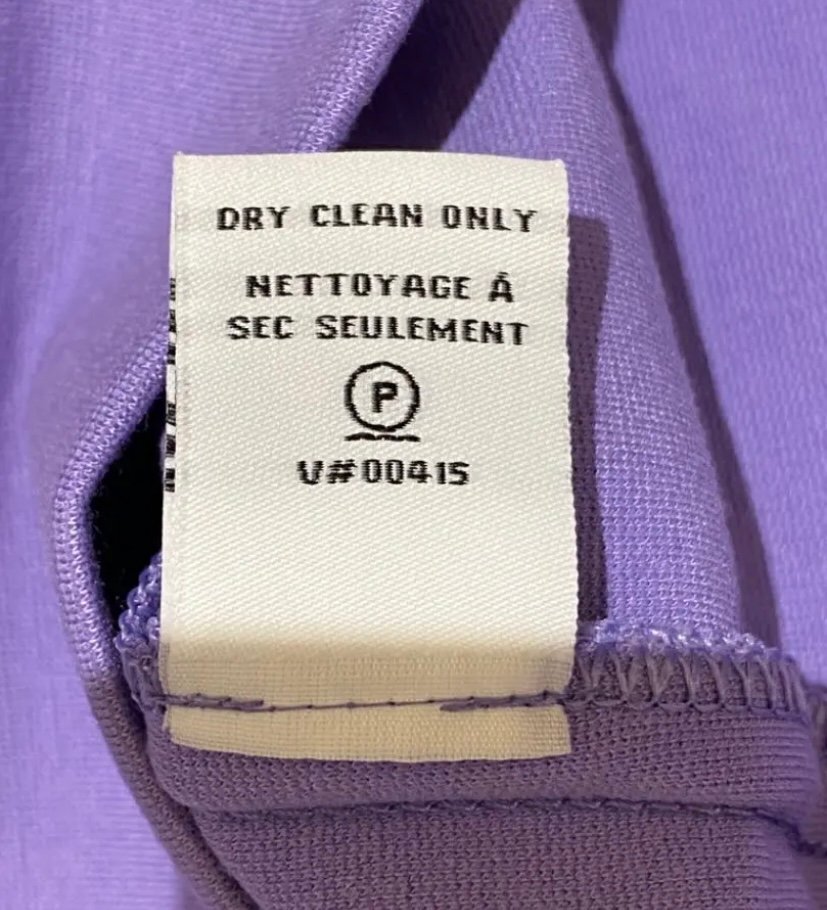 DRY CLEAN ONLY
NETTOYAGE Á
SEC SEULEMENT
P
V#00415